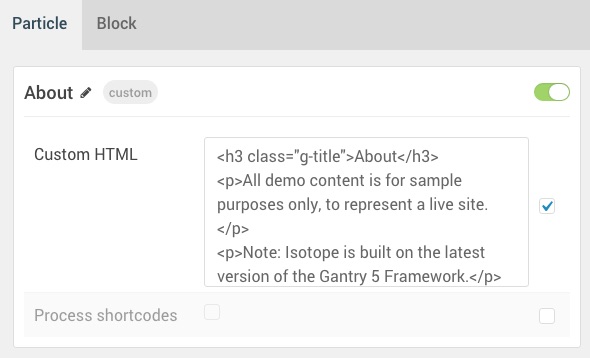 Particle Block
About custom
Custom HTML
<h3 class="g-title">About</h3>
<p>All demo content is for sample
purposes only, to represent a live site.
</p>
<p>Note: Isotope is built on the latest
version of the Gantry 5 Framework.</p>
Process shortcodes